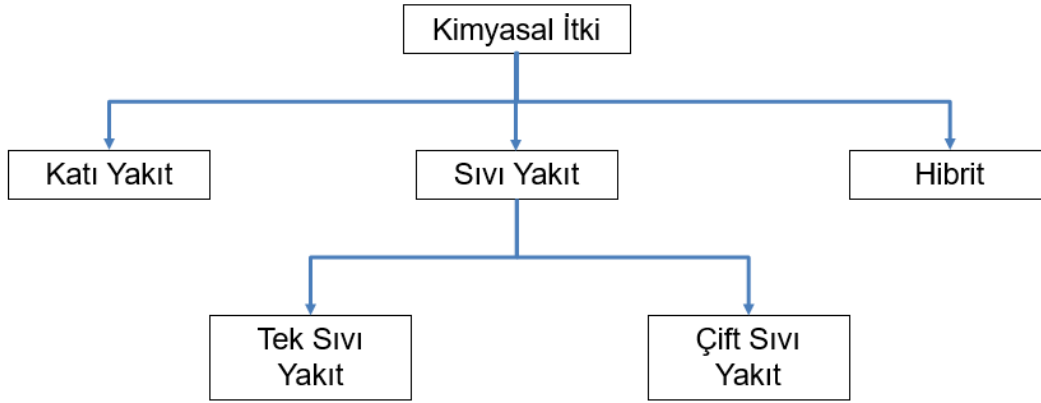 Kimyasal İtki
Katı Yakıt
Sıvı Yakıt
Hibrit
Tek Sıvı
Yakıt
Çift Sıvı
Yakıt